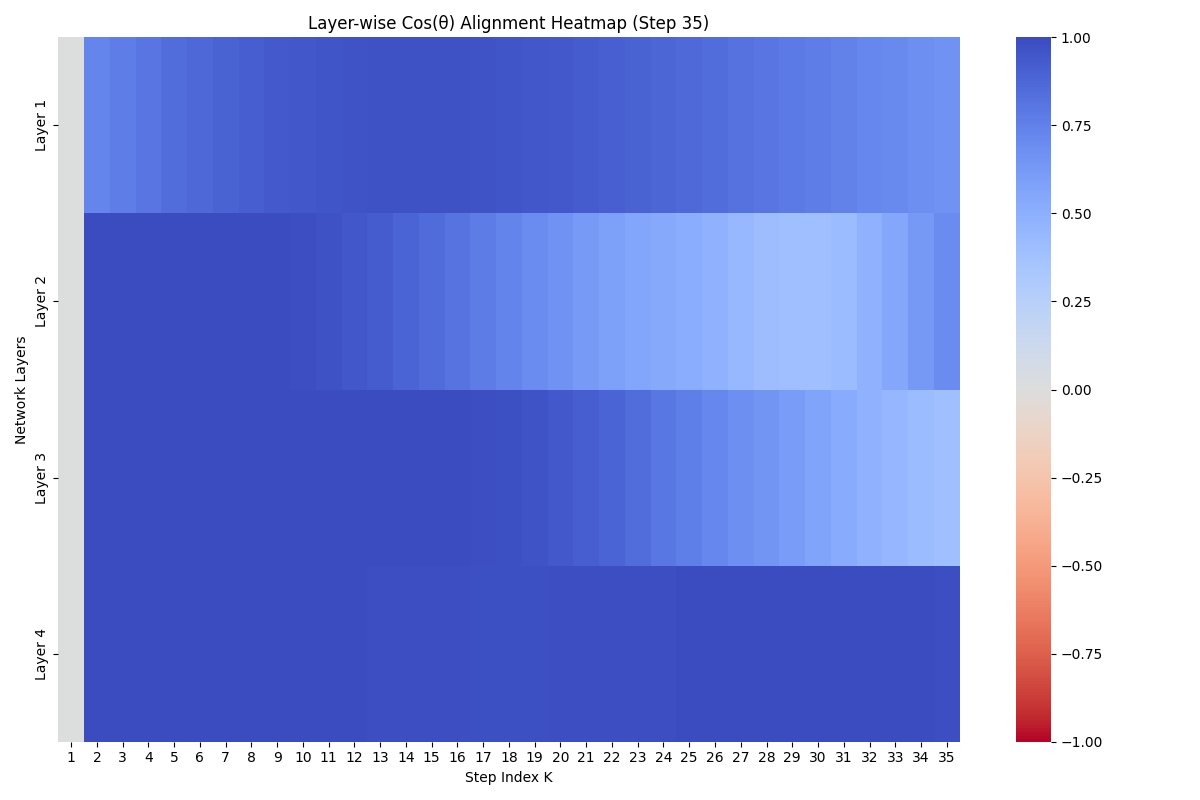 Layer-wise Cos(θ) Alignment Heatmap (Step 35)
Network Layers
Layer 1
Layer 2
Layer 3
Layer 4
1 2 3 4 5 6 7 8 9 10 11 12 13 14 15 16 17 18 19 20 21 22 23 24 25 26 27 28 29 30 31 32 33 34 35
Step Index K
1.00
0.75
0.50
0.25
0.00
−0.25
−0.50
−0.75
−1.00